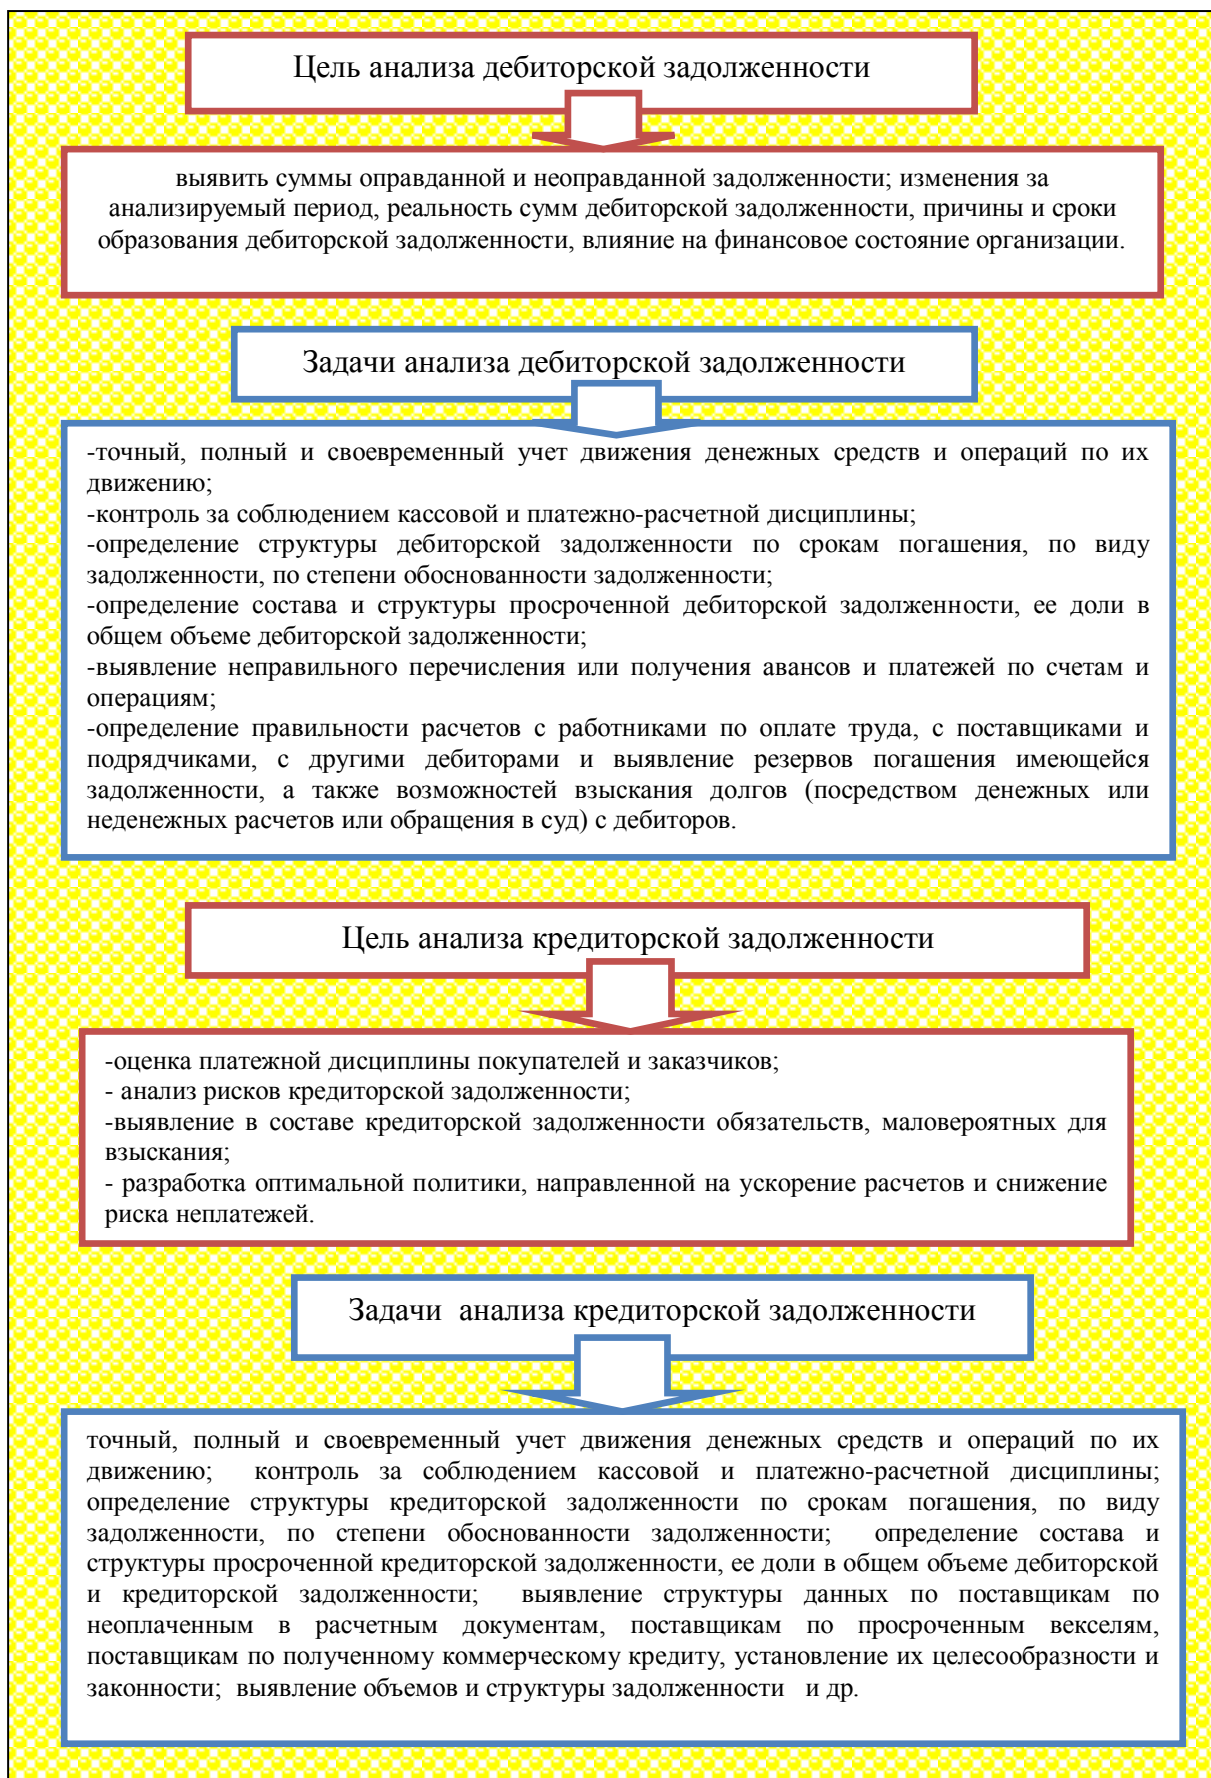 Цель анализа дебиторской задолженности
выявить суммы оправданной и неоправданной задолженности; изменения за
анализируемый период, реальность сумм дебиторской задолженности, причины и сроки
образования дебиторской задолженности, влияние на финансовое состояние организации.
Задачи анализа дебиторской задолженности
-точный, полный и своевременный учет движения денежных средств и операций по их
движению;
-контроль за соблюдением кассовой и платежно-расчетной дисциплины;
-определение структуры дебиторской задолженности по срокам погашения, по виду
задолженности, по степени обоснованности задолженности;
-определение состава и структуры просроченной дебиторской задолженности, ее доли в
общем объеме дебиторской задолженности;
-выявление неправильного перечисления или получения авансов и платежей по счетам и
операциям;
-определение правильности расчетов с работниками по оплате труда, с поставщиками и
подрядчиками, с другими дебиторами и выявление резервов погашения имеющейся
задолженности, а также возможностей взыскания долгов (посредством денежных или
неденежных расчетов или обращения в суд) с дебиторов.
Цель анализа кредиторской задолженности
-оценка платежной дисциплины покупателей и заказчиков;
- анализ рисков кредиторской задолженности;
-выявление в составе кредиторской задолженности обязательств, маловероятных для
взыскания;
- разработка оптимальной политики, направленной на ускорение расчетов и снижение
риска неплатежей.
Задачи анализа кредиторской задолженности
точный, полный и своевременный учет движения денежных средств и операций по их
движению; контроль за соблюдением кассовой и платежно-расчетной дисциплины;
определение структуры кредиторской задолженности по срокам погашения, по виду
задолженности, по степени обоснованности задолженности; определение состава и
структуры просроченной кредиторской задолженности, ее доли в общем объеме дебиторской
и кредиторской задолженности; выявление структуры данных по поставщикам по
неоплаченным в расчетным документам, поставщикам по просроченным векселям,
поставщикам по полученному коммерческому кредиту, установление их целесообразности и
законности; выявление объемов и структуры задолженности и др.